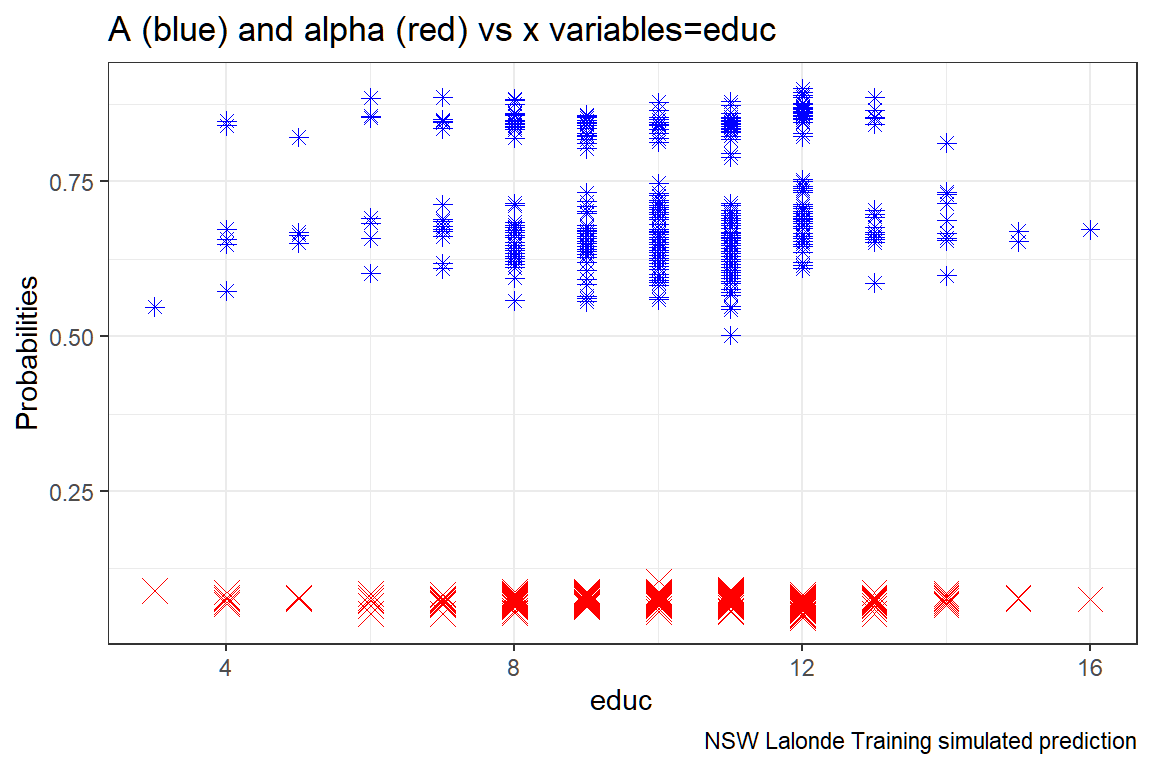 A (blue) and alpha (red) vs x variables=educ
Probabilities
0.75
0.50
0.25
4 8 12 16
educ
NSW Lalonde Training simulated prediction